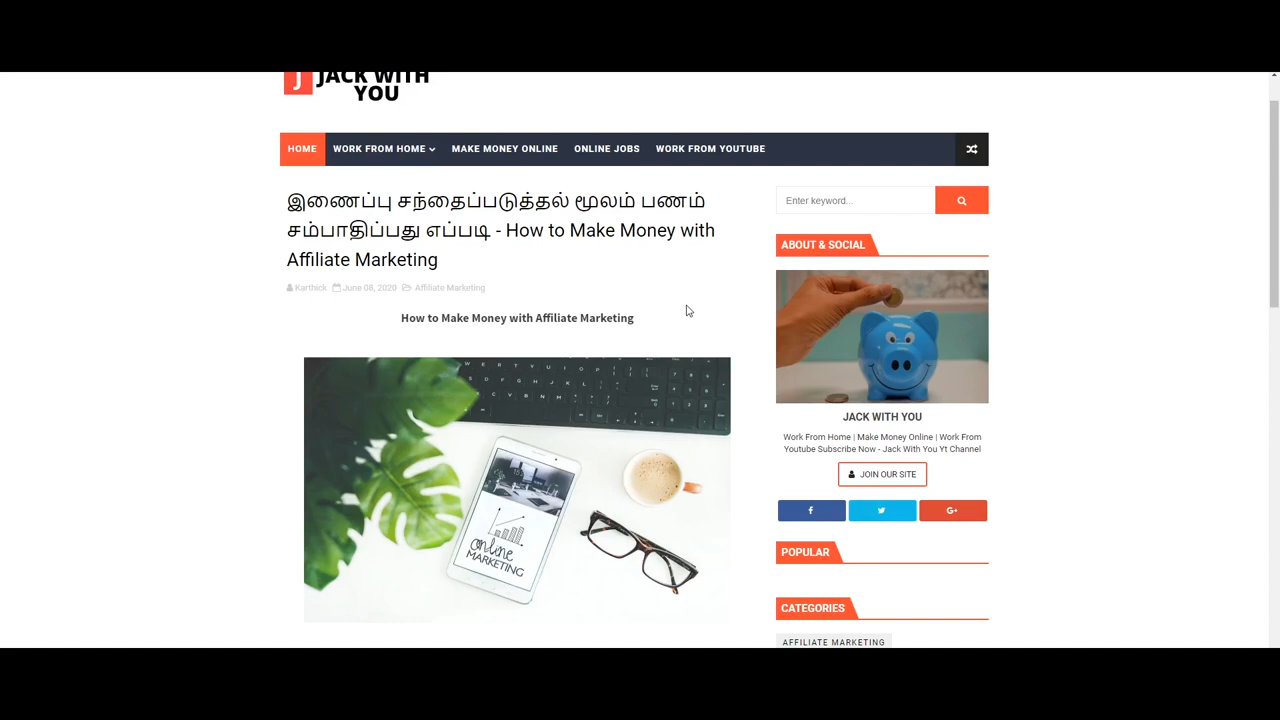 J JACK WITH
YOU
HOME WORK FROM HOME MAKE MONEY ONLINE ONLINE JOBS WORK FROM YOUTUBE
இணைப்பு சந்தைப்படுத்தல் மூலம் பணம்
சம்பாதிப்பது எப்படி - How to Make Money with
Affiliate Marketing
Karthick June 08, 2020 Affiliate Marketing
How to Make Money with Affiliate Marketing
online
MARKETING
Enter keyword...
ABOUT & SOCIAL
JACK WITH YOU
Work From Home | Make Money Online | Work From
Youtube Subscribe Now - Jack With You Yt Channel
JOIN OUR SITE
f G+
POPULAR
CATEGORIES
AFFILIATE MARKETING